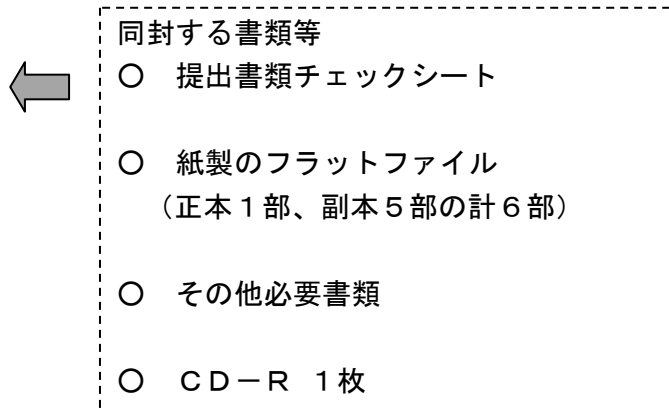 同封する書類等
○　提出書類チェックシート
○　紙製のフラットファイル
（正本１部、副本５部の計６部）
○　その他必要書類
○　ＣＤ－Ｒ　１枚